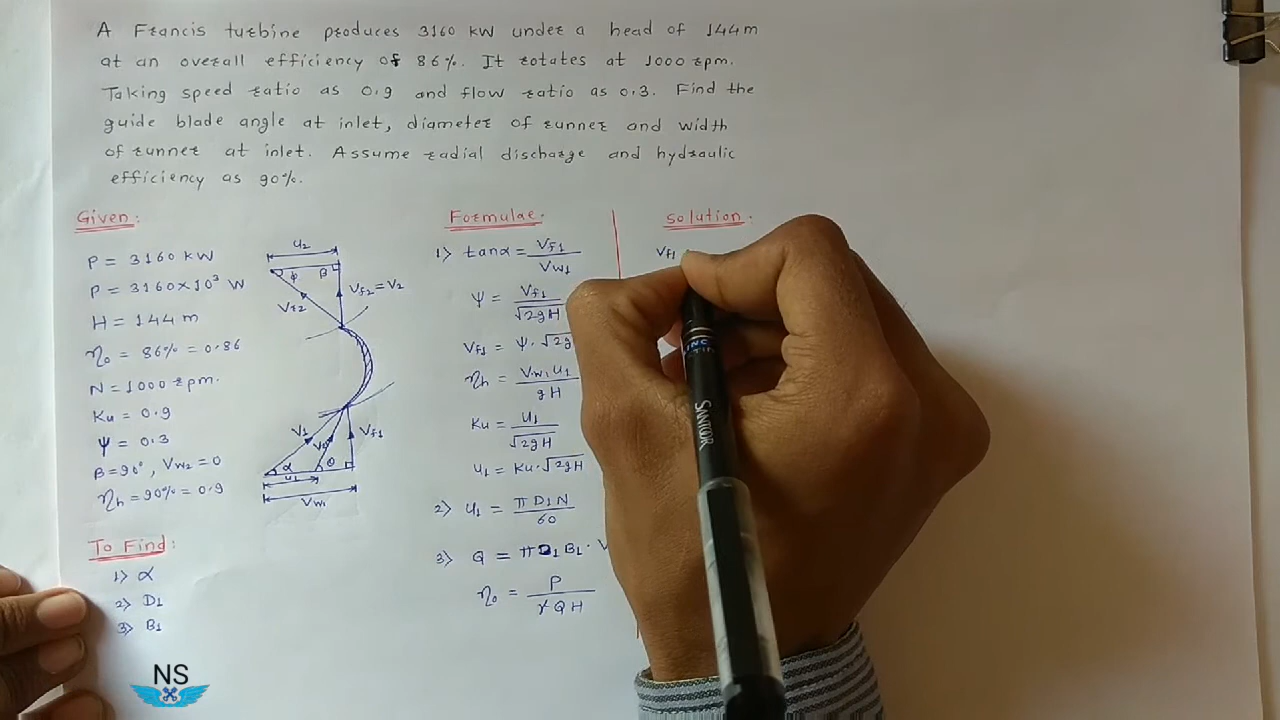 A Francis turbine produces 3160 kW under a head of 144m
at an overall efficiency of 86%. It rotates at 1000 rpm.
Taking speed ratio as 0.9 and flow ratio as 0.3. Find the
guide blade angle at inlet, diameter of runner and width
of runner at inlet. Assume radial discharge and hydraulic
efficiency as 90%.
Given:
P = 3160 kW
P = 3160×10³ W
H = 144 m
η₀ = 86% = 0.86
N = 1000 rpm.
Ku = 0.9
Ψ = 0.3
β = 90°, Vw2 = 0
ηh = 90% = 0.9
To Find:
1) α
2) D1
3) B1
u2
φ β
Vr2
Vf2 = V2
V1
Vf1
α θ
u1
Vw1
Formulae:
1) tanα = Vf1 / Vw1
Ψ = Vf1 / √2gH
Vf1 = Ψ · √2g
ηh = Vw1 u1 / gH
Ku = u1 / √2gH
u1 = Ku · √2gH
2) u1 = π D1 N / 60
3) Q = π D1 B1 · V
η₀ = P / γ Q H
Solution:
Vf1
SANTOOR
NS